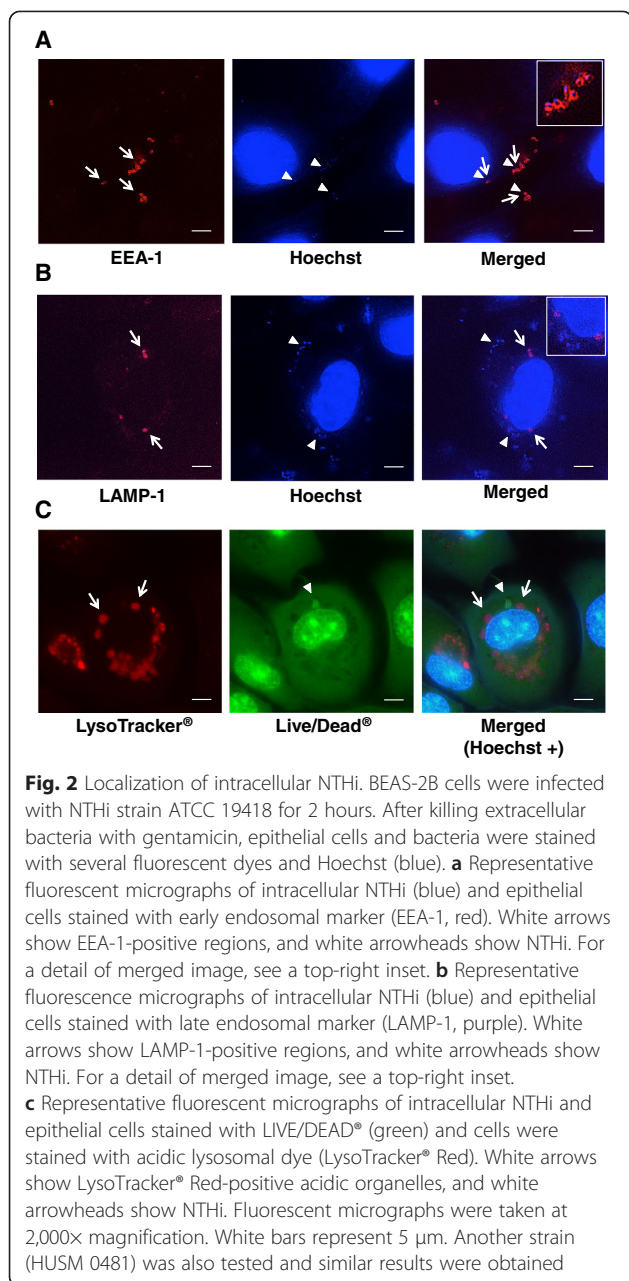 A
EEA-1 Hoechst Merged
B
LAMP-1 Hoechst Merged
C
LysoTracker® Live/Dead® Merged
(Hoechst +)
Fig. 2 Localization of intracellular NTHi. BEAS-2B cells were infected
with NTHi strain ATCC 19418 for 2 hours. After killing extracellular
bacteria with gentamicin, epithelial cells and bacteria were stained
with several fluorescent dyes and Hoechst (blue). a Representative
fluorescent micrographs of intracellular NTHi (blue) and epithelial
cells stained with early endosomal marker (EEA-1, red). White arrows
show EEA-1-positive regions, and white arrowheads show NTHi. For
a detail of merged image, see a top-right inset. b Representative
fluorescence micrographs of intracellular NTHi (blue) and epithelial
cells stained with late endosomal marker (LAMP-1, purple). White
arrows show LAMP-1-positive regions, and white arrowheads show
NTHi. For a detail of merged image, see a top-right inset.
c Representative fluorescent micrographs of intracellular NTHi and
epithelial cells stained with LIVE/DEAD® (green) and cells were
stained with acidic lysosomal dye (LysoTracker® Red). White arrows
show LysoTracker® Red-positive acidic organelles, and white
arrowheads show NTHi. Fluorescent micrographs were taken at
2,000× magnification. White bars represent 5 μm. Another strain
(HUSM 0481) was also tested and similar results were obtained